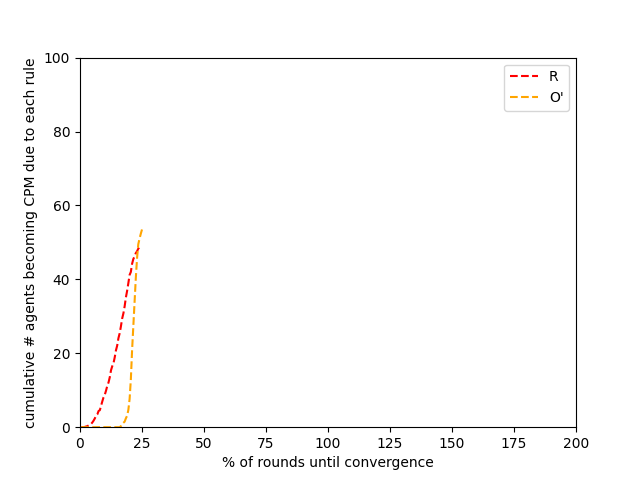 cumulative # agents becoming CPM due to each rule
100
80
60
40
20
0
R
O'
0 25 50 75 100 125 150 175 200
% of rounds until convergence